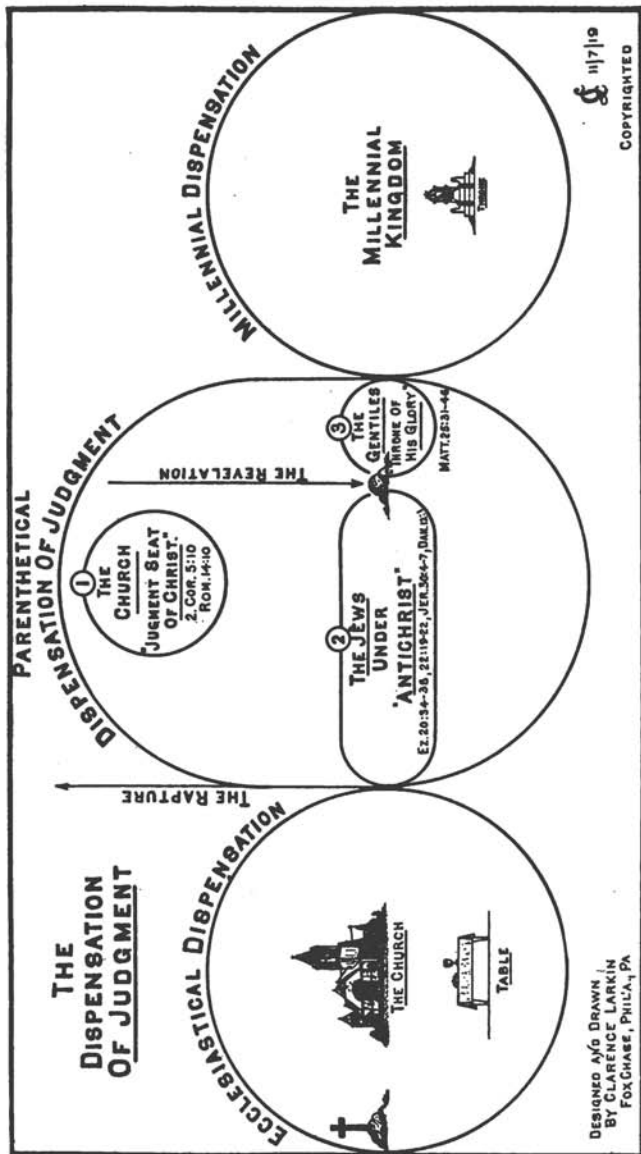 THE
DISPENSATION
OF JUDGMENT
ECCLESIASTICAL DISPENSATION
THE CHURCH
TABLE
DESIGNED AND DRAWN
BY CLARENCE LARKIN
FOX CHASE, PHIL'A, PA
THE RAPTURE
PARENTHETICAL
DISPENSATION OF JUDGMENT
1
THE
CHURCH
"JUGMENT SEAT
OF CHRIST."
2. COR. 5:10
ROM. 14:10
THE REVELATION
2
THE JEWS
UNDER
"ANTICHRIST"
EZ. 20:34-38, 22:19-22, JER. 30:4-7, DAN. 12:1
3
THE
GENTILES
"THRONE OF
HIS GLORY"
MATT. 25:31-46
MILLENNIAL DISPENSATION
THE
MILLENNIAL
KINGDOM
THRONE
11/7/19
COPYRIGHTED